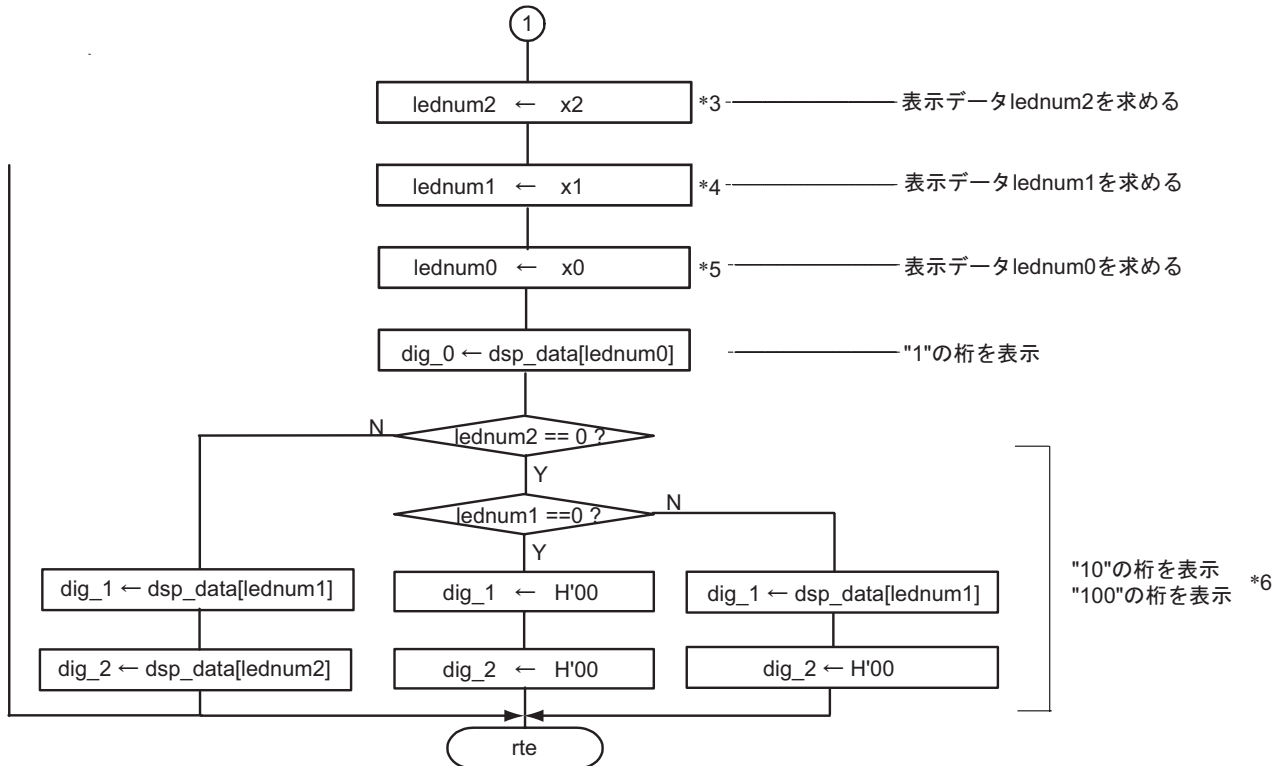 1
lednum2 ← x2
*3
表示データlednum2を求める
lednum1 ← x1
*4
表示データlednum1を求める
lednum0 ← x0
*5
表示データlednum0を求める
dig_0 ← dsp_data[lednum0]
"1"の桁を表示
N
lednum2 == 0 ?
Y
lednum1 ==0 ?
N
Y
dig_1 ← dsp_data[lednum1]
dig_1 ← H'00
dig_1 ← dsp_data[lednum1]
"10"の桁を表示
"100"の桁を表示
*6
dig_2 ← dsp_data[lednum2]
dig_2 ← H'00
dig_2 ← H'00
rte